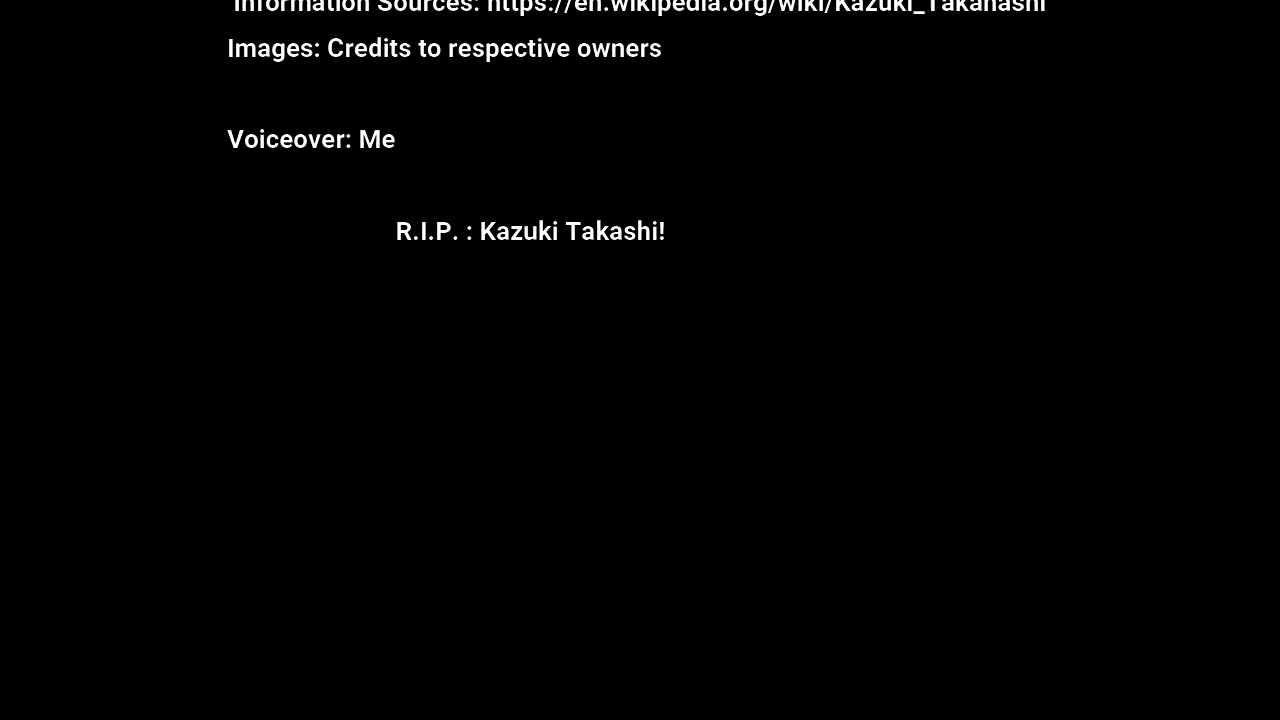 Information Sources: https://en.wikipedia.org/wiki/Kazuki_Takahashi
Images: Credits to respective owners
Voiceover: Me
R.I.P. : Kazuki Takashi!